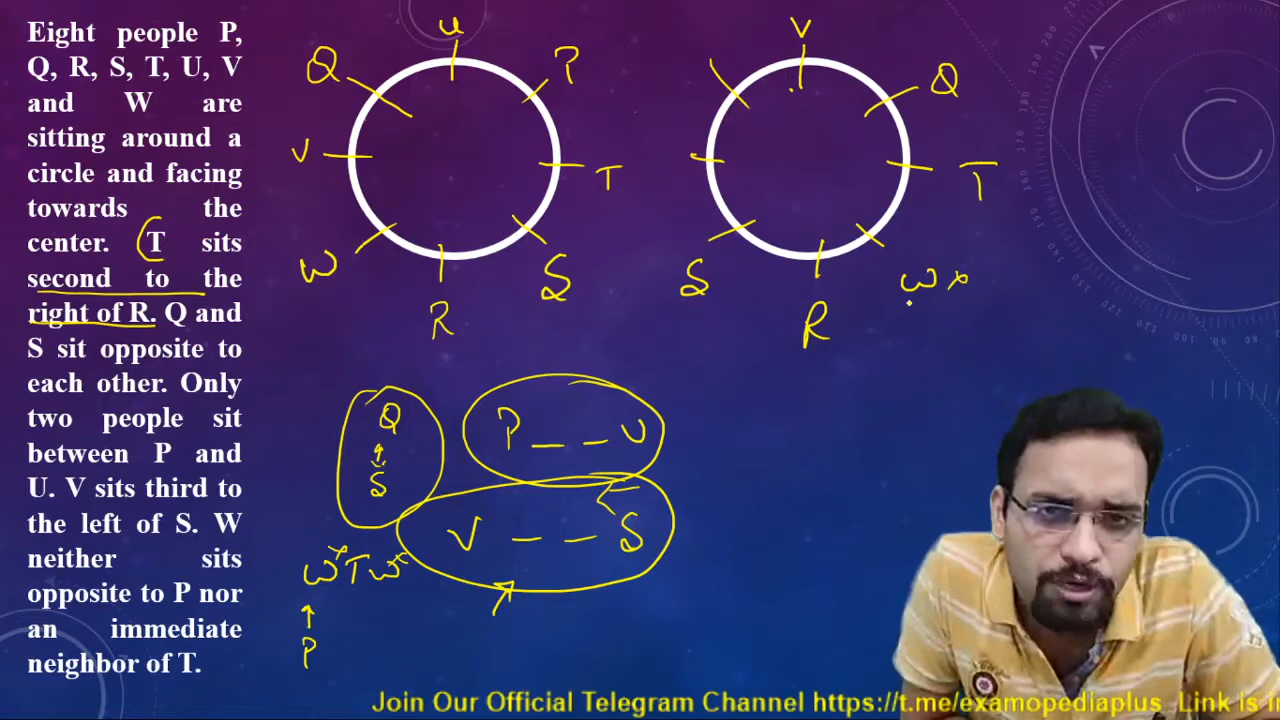 Eight people P,
Q, R, S, T, U, V
and W are
sitting around a
circle and facing
towards the
center. T sits
second to the
right of R. Q and
S sit opposite to
each other. Only
two people sit
between P and
U. V sits third to
the left of S. W
neither sits
opposite to P nor
an immediate
neighbor of T.
u
Q P
V T
W S
R
V
Q
T
S w x
R
Q
S
P _ _ U
V _ _ S
w T w
P
Join Our Official Telegram Channel https://t.me/examopediaplus Link Is